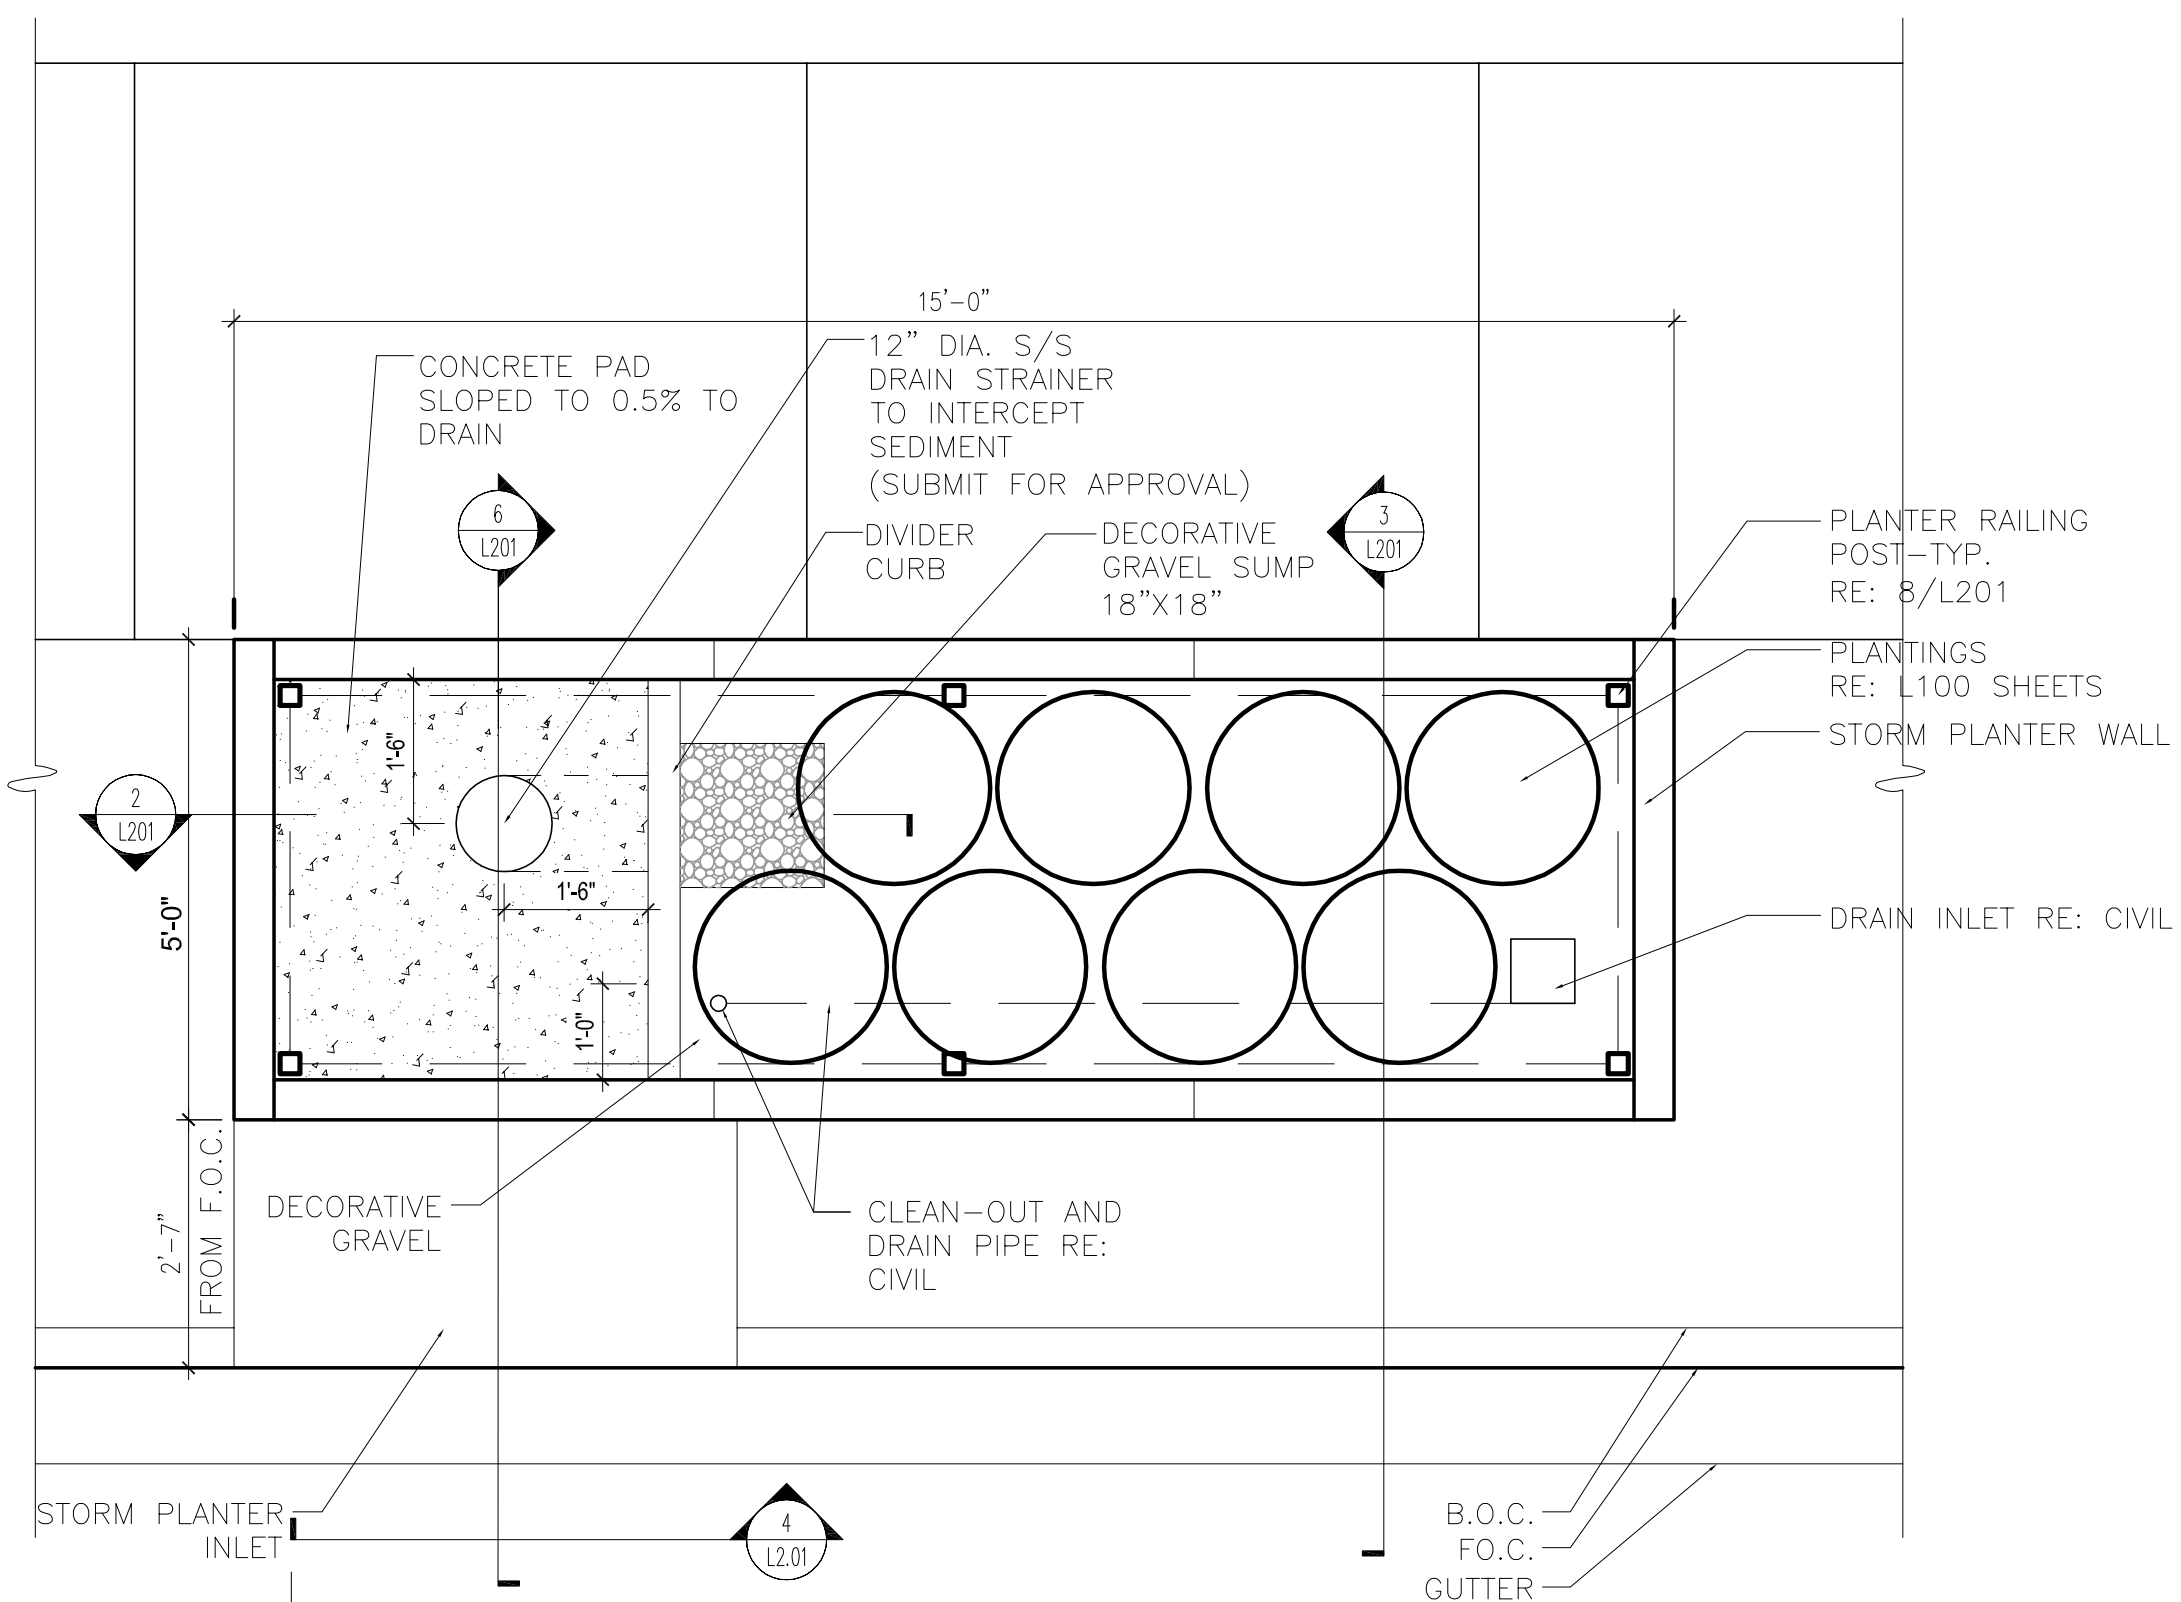 15'-0"
CONCRETE PAD
SLOPED TO 0.5% TO
DRAIN
12" DIA. S/S
DRAIN STRAINER
TO INTERCEPT
SEDIMENT
(SUBMIT FOR APPROVAL)
6
L201
DIVIDER
CURB
DECORATIVE
GRAVEL SUMP
18"X18"
3
L201
PLANTER RAILING
POST-TYP.
RE: 8/L201
PLANTINGS
RE: L100 SHEETS
STORM PLANTER WALL
1'-6"
2
L201
1'-6"
5'-0"
DRAIN INLET RE: CIVIL
1'-0"
2'-7"
FROM F.O.C.
DECORATIVE
GRAVEL
CLEAN-OUT AND
DRAIN PIPE RE:
CIVIL
STORM PLANTER
INLET
4
L2.01
B.O.C.
FO.C.
GUTTER